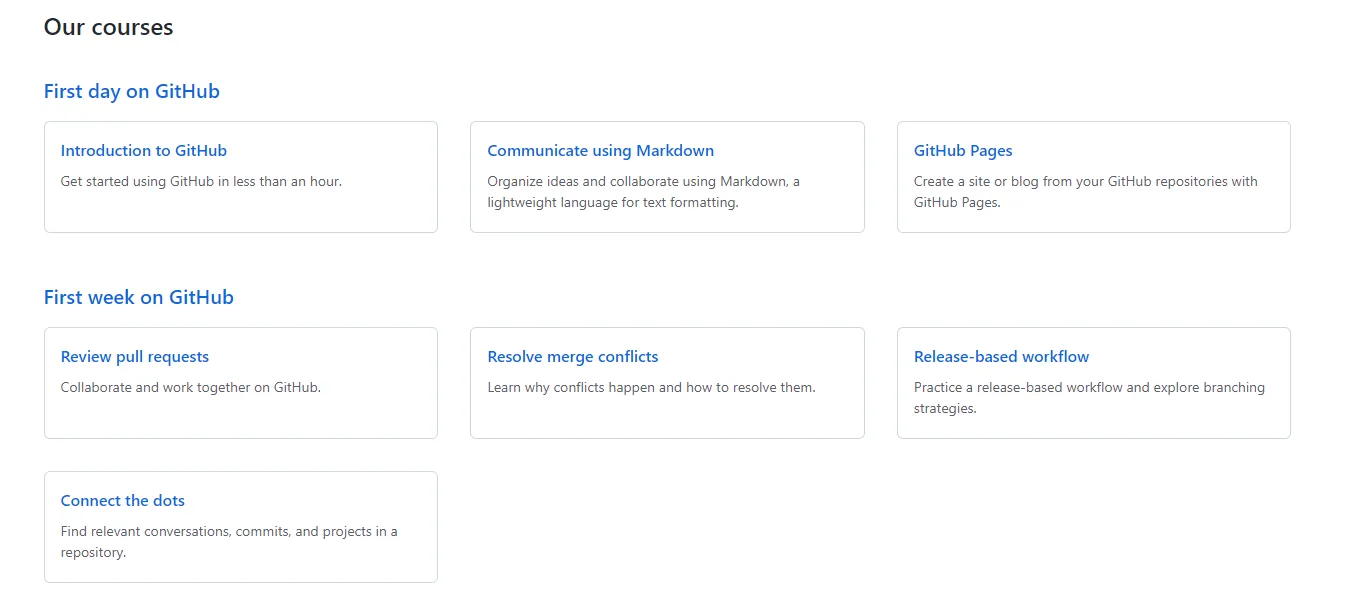 Our courses
First day on GitHub
Introduction to GitHub
Get started using GitHub in less than an hour.
Communicate using Markdown
Organize ideas and collaborate using Markdown, a
lightweight language for text formatting.
GitHub Pages
Create a site or blog from your GitHub repositories with
GitHub Pages.
First week on GitHub
Review pull requests
Collaborate and work together on GitHub.
Resolve merge conflicts
Learn why conflicts happen and how to resolve them.
Release-based workflow
Practice a release-based workflow and explore branching
strategies.
Connect the dots
Find relevant conversations, commits, and projects in a
repository.